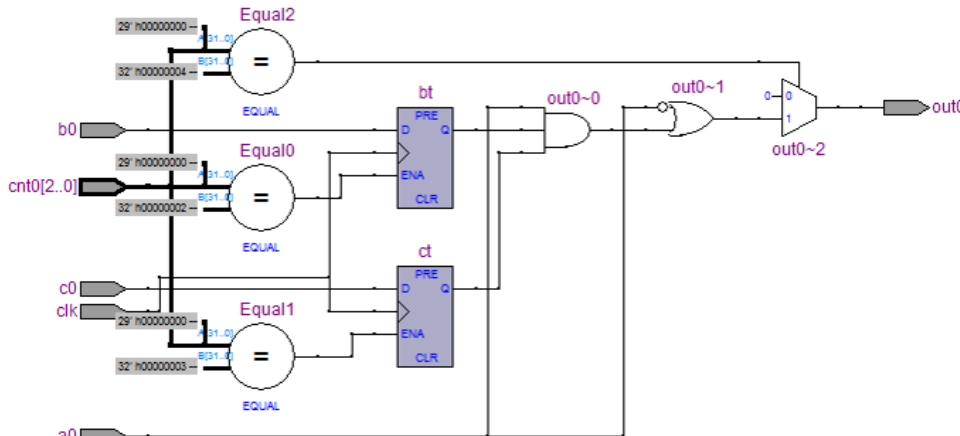 Equal2
29' h00000000 --
A[31..0]
B[31..0]
=
32' h00000004 --
EQUAL
bt
PRE
D
Q
ENA
CLR
out0~0
out0~1
0
0
1
out0~2
out0
b0
Equal0
29' h00000000 --
A[31..0]
B[31..0]
=
cnt0[2..0]
32' h00000002 --
EQUAL
ct
PRE
D
Q
ENA
CLR
c0
clk
Equal1
29' h00000000 --
A[31..0]
B[31..0]
=
32' h00000003 --
EQUAL
a0